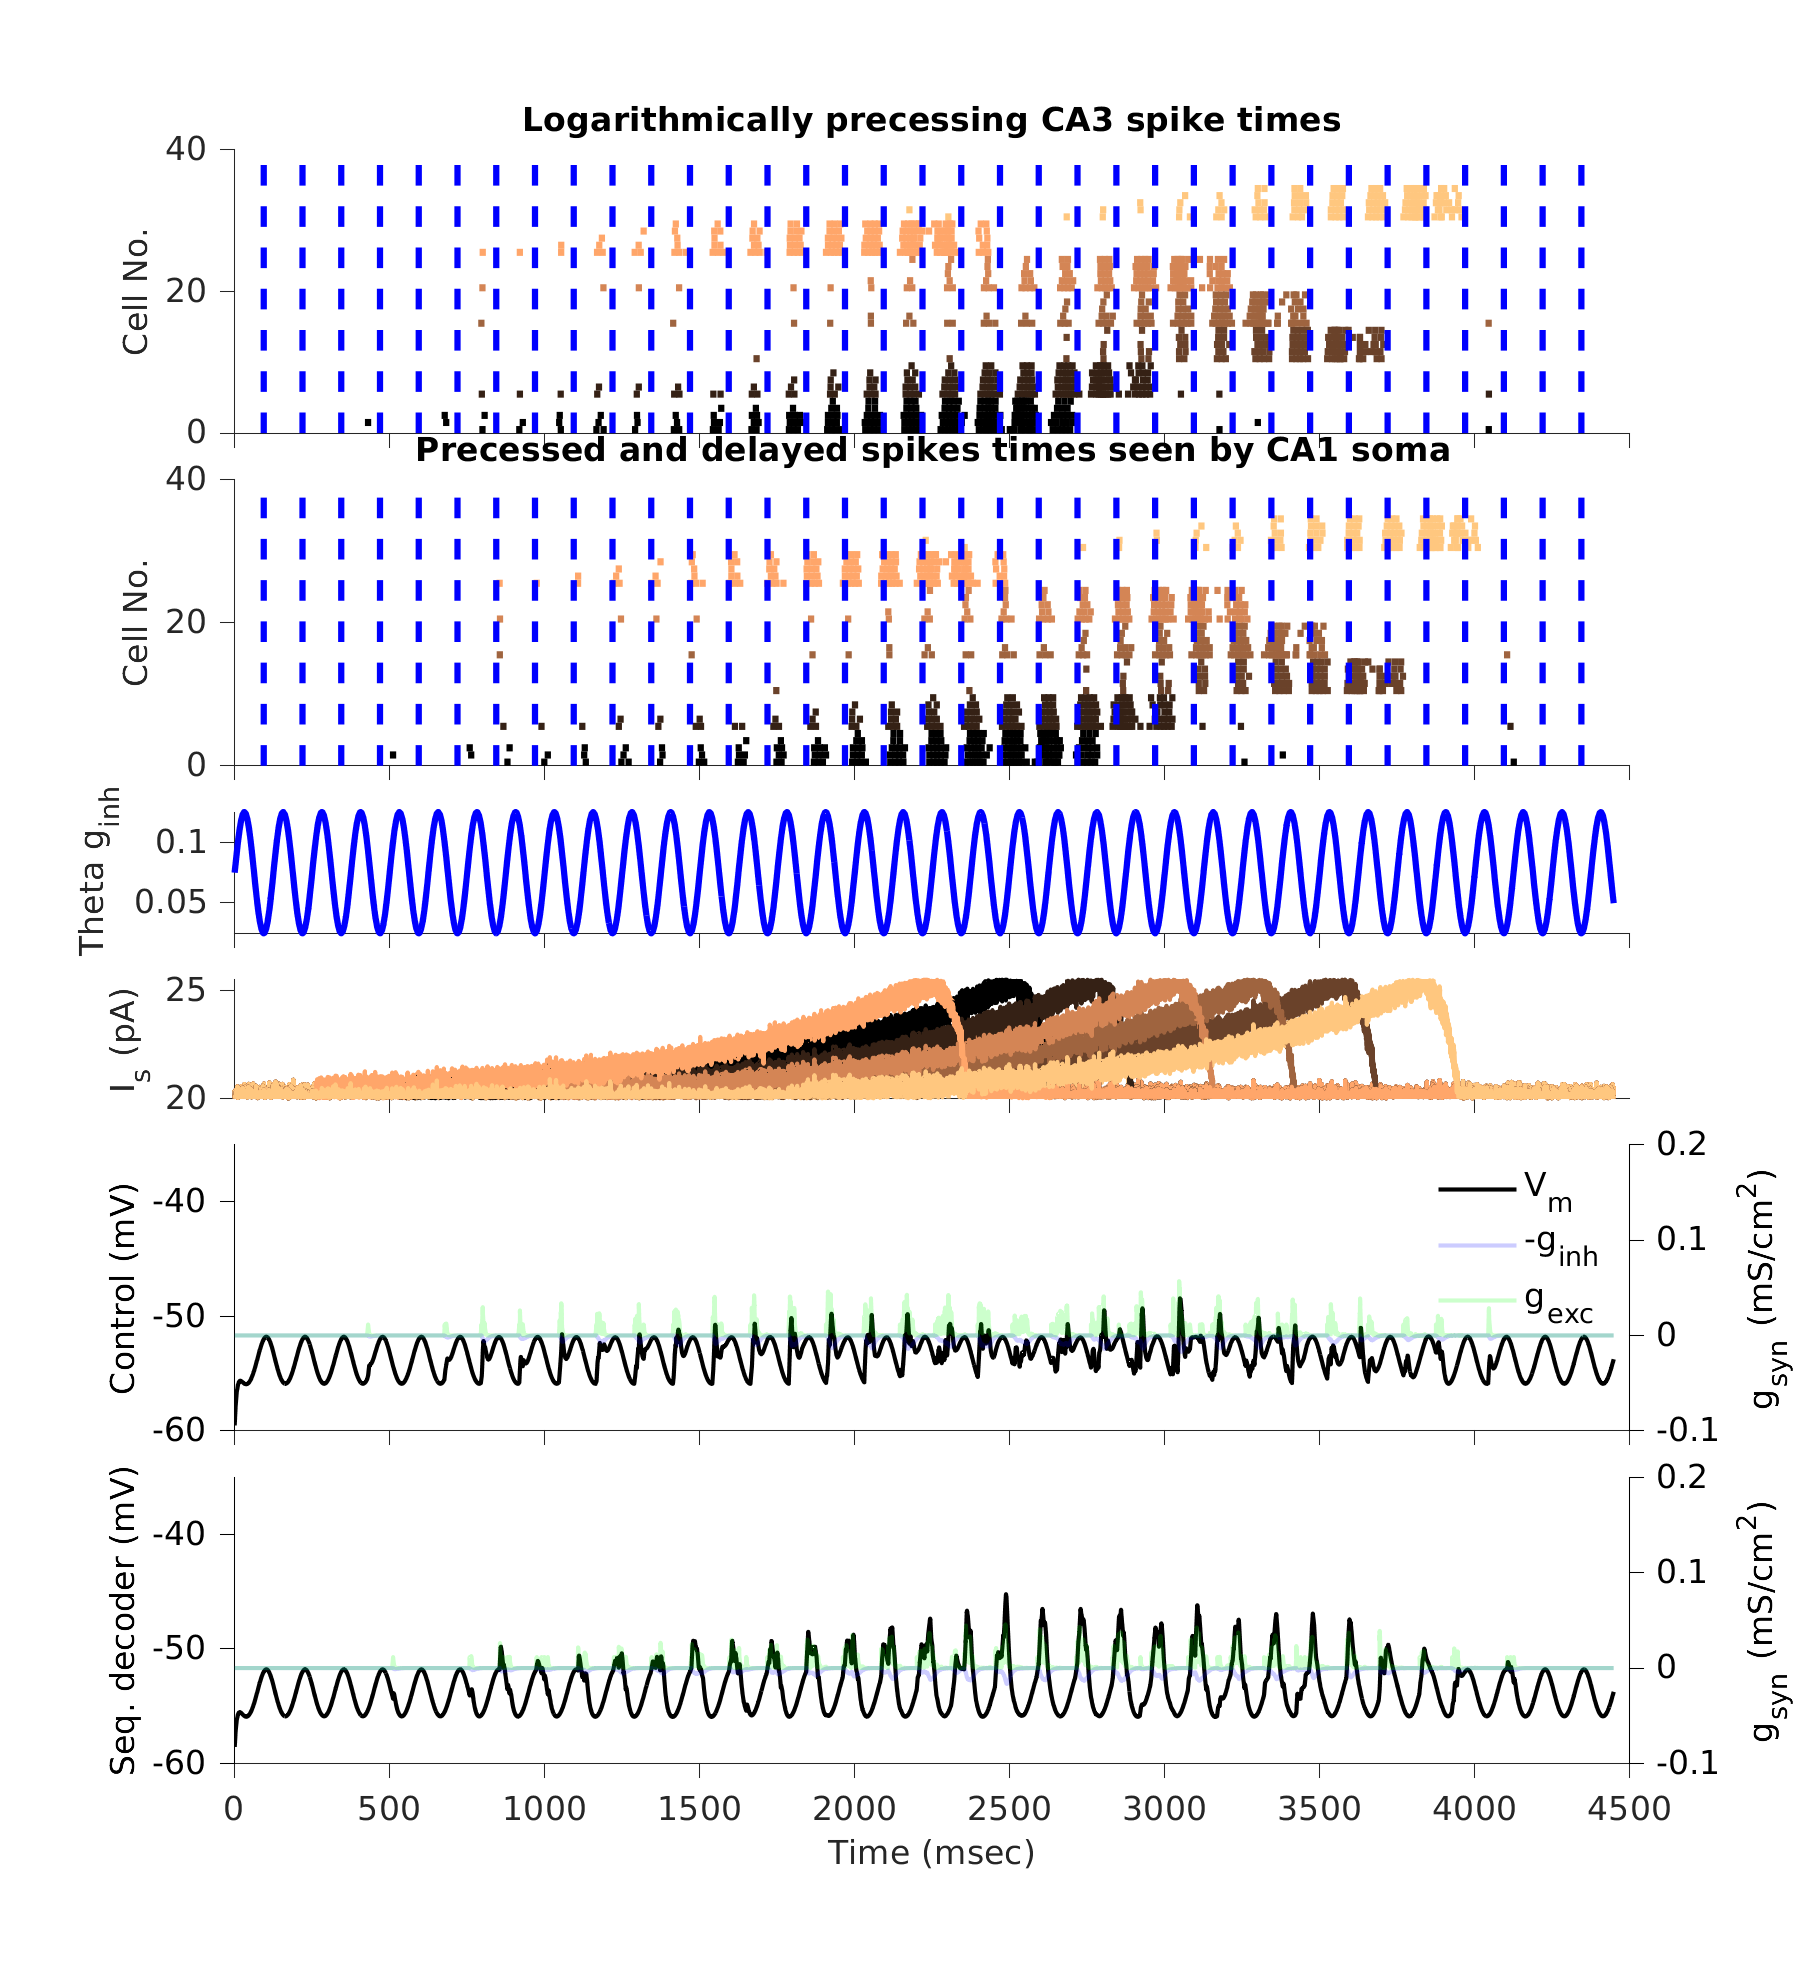 Logarithmically precessing CA3 spike times
40
20
0
Cell No.
Precessed and delayed spikes times seen by CA1 soma
40
20
0
Cell No.
0.1
0.05
Theta g_inh
25
20
I_s (pA)
-40
-50
-60
Control (mV)
V_m
-g_inh
g_exc
0.2
0.1
0
-0.1
g_syn (mS/cm^2)
-40
-50
-60
Seq. decoder (mV)
0.2
0.1
0
-0.1
g_syn (mS/cm^2)
0 500 1000 1500 2000 2500 3000 3500 4000 4500
Time (msec)